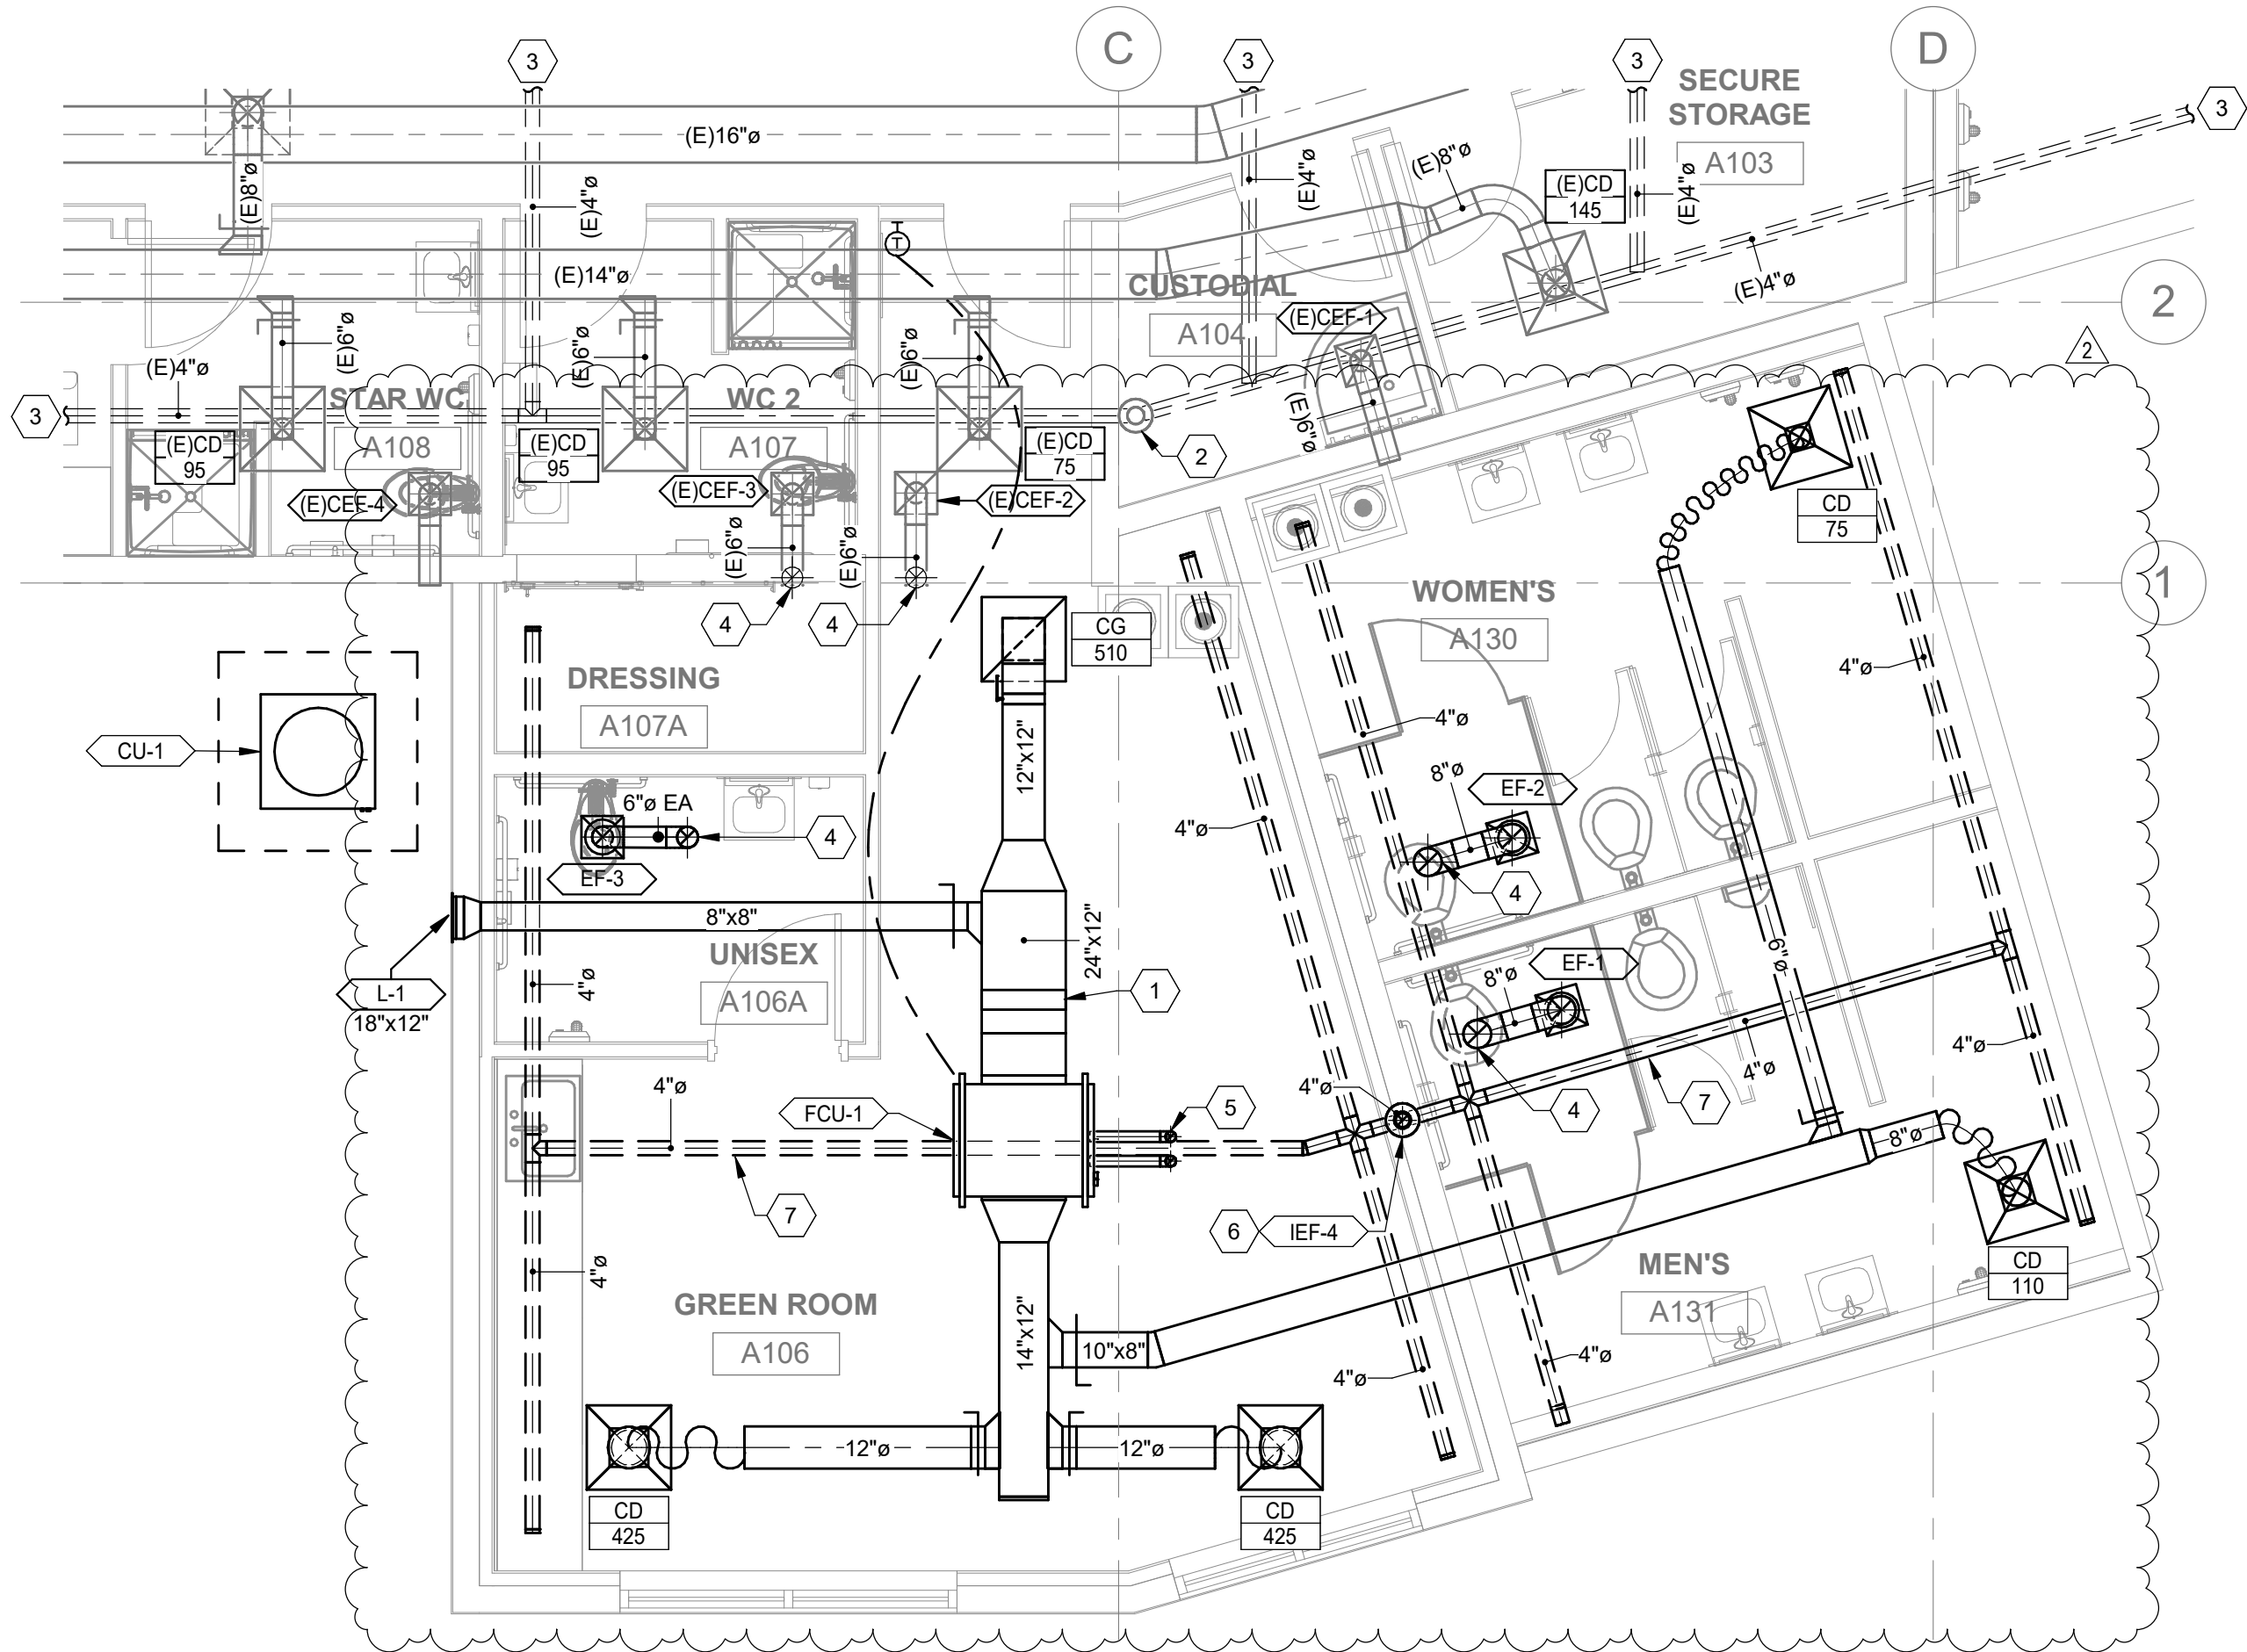 C
D
3
3
3
3
SECURE
STORAGE
A103
(E)16"ø
(E)8"ø
(E)4"ø
(E)4"ø
(E)8"ø
(E)CD
145
(E)4"ø
T
(E)14"ø
CUSTODIAL
A104
(E)CEF-1
(E)4"ø
2
2
(E)6"ø
(E)6"ø
(E)6"ø
(E)4"ø
3
STAR WC
A108
WC 2
A107
(E)CD
95
(E)CD
95
(E)CD
75
(E)6"ø
2
(E)CEF-4
(E)CEF-3
(E)CEF-2
(E)6"ø
(E)6"ø
CD
75
4
4
1
WOMEN'S
A130
CG
510
DRESSING
A107A
4"ø
4"ø
CU-1
12"x12"
8"ø
EF-2
6"ø EA
4
4"ø
EF-3
4
8"x8"
24"x12"
UNISEX
A106A
L-1
18"x12"
4"ø
1
EF-1
8"ø
6"ø
4"ø
4"ø
FCU-1
5
4"ø
4
7
4"ø
7
8"ø
6
IEF-4
4"ø
GREEN ROOM
A106
14"x12"
10"x8"
MEN'S
A131
CD
110
4"ø
4"ø
12"ø
12"ø
CD
425
CD
425